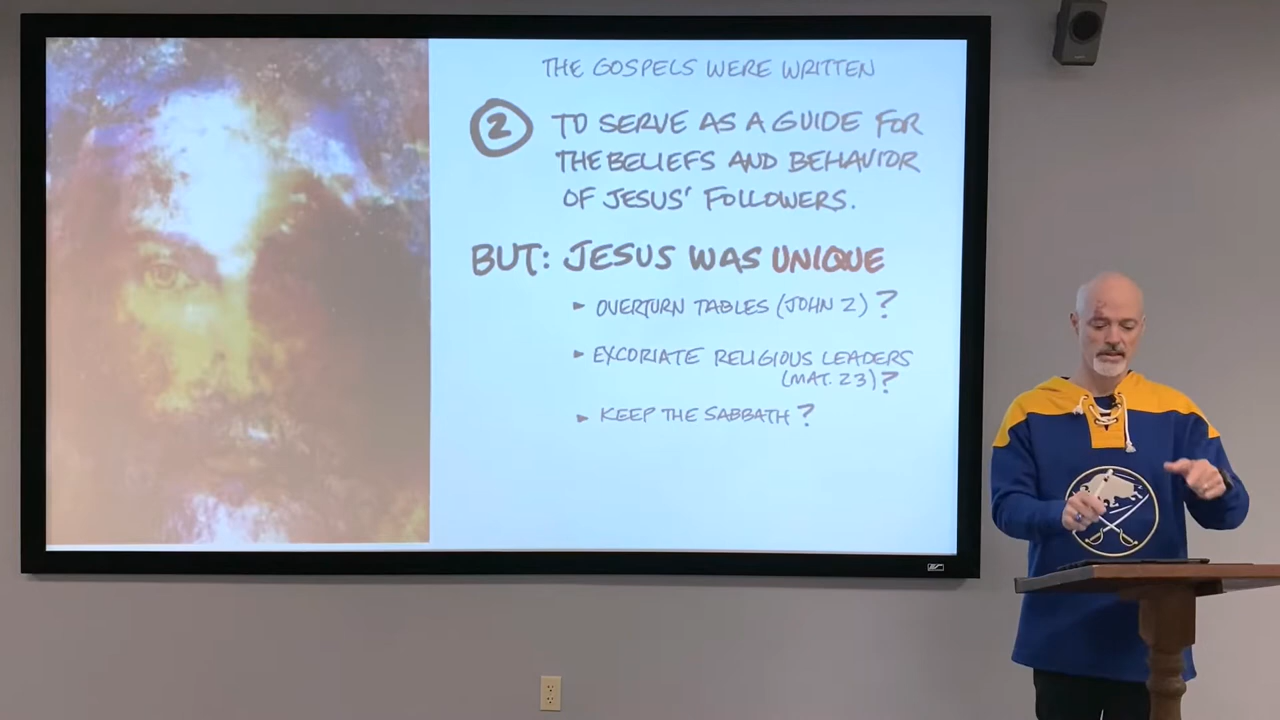 THE GOSPELS WERE WRITTEN
2 TO SERVE AS A GUIDE FOR
THE BELIEFS AND BEHAVIOR
OF JESUS' FOLLOWERS.
BUT: JESUS WAS UNIQUE
▸ OVERTURN TABLES (JOHN 2)?
▸ EXCORIATE RELIGIOUS LEADERS
(MAT. 23)?
▸ KEEP THE SABBATH?